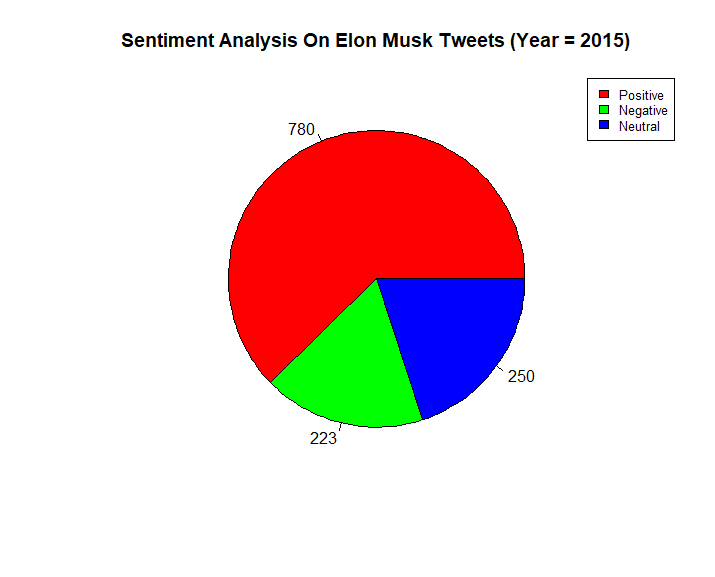 Sentiment Analysis On Elon Musk Tweets (Year = 2015)
Positive
Negative
Neutral
780
250
223